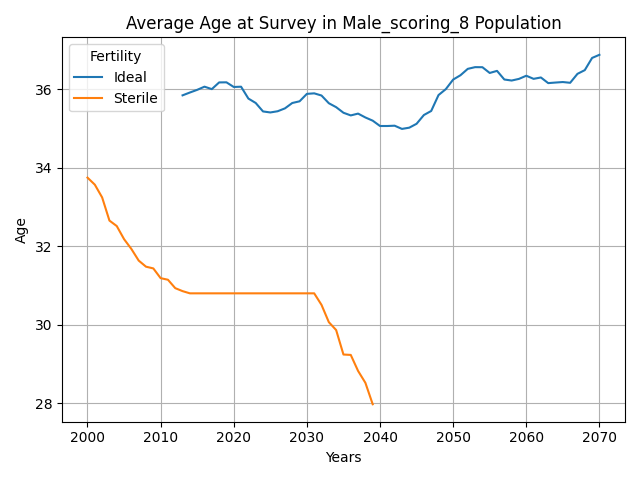 Average Age at Survey in Male_scoring_8 Population
Fertility
Ideal
Sterile
Age
36
34
32
30
28
2000
2010
2020
2030
2040
2050
2060
2070
Years